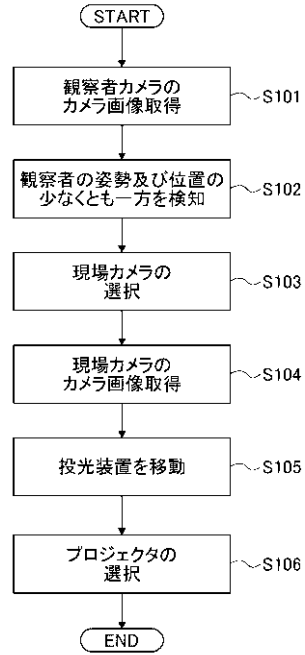 START
観察者カメラの
カメラ画像取得
S101
観察者の姿勢及び位置の
少なくとも一方を検知
S102
現場カメラの
選択
S103
現場カメラの
カメラ画像取得
S104
投光装置を移動
S105
プロジェクタの
選択
S106
END